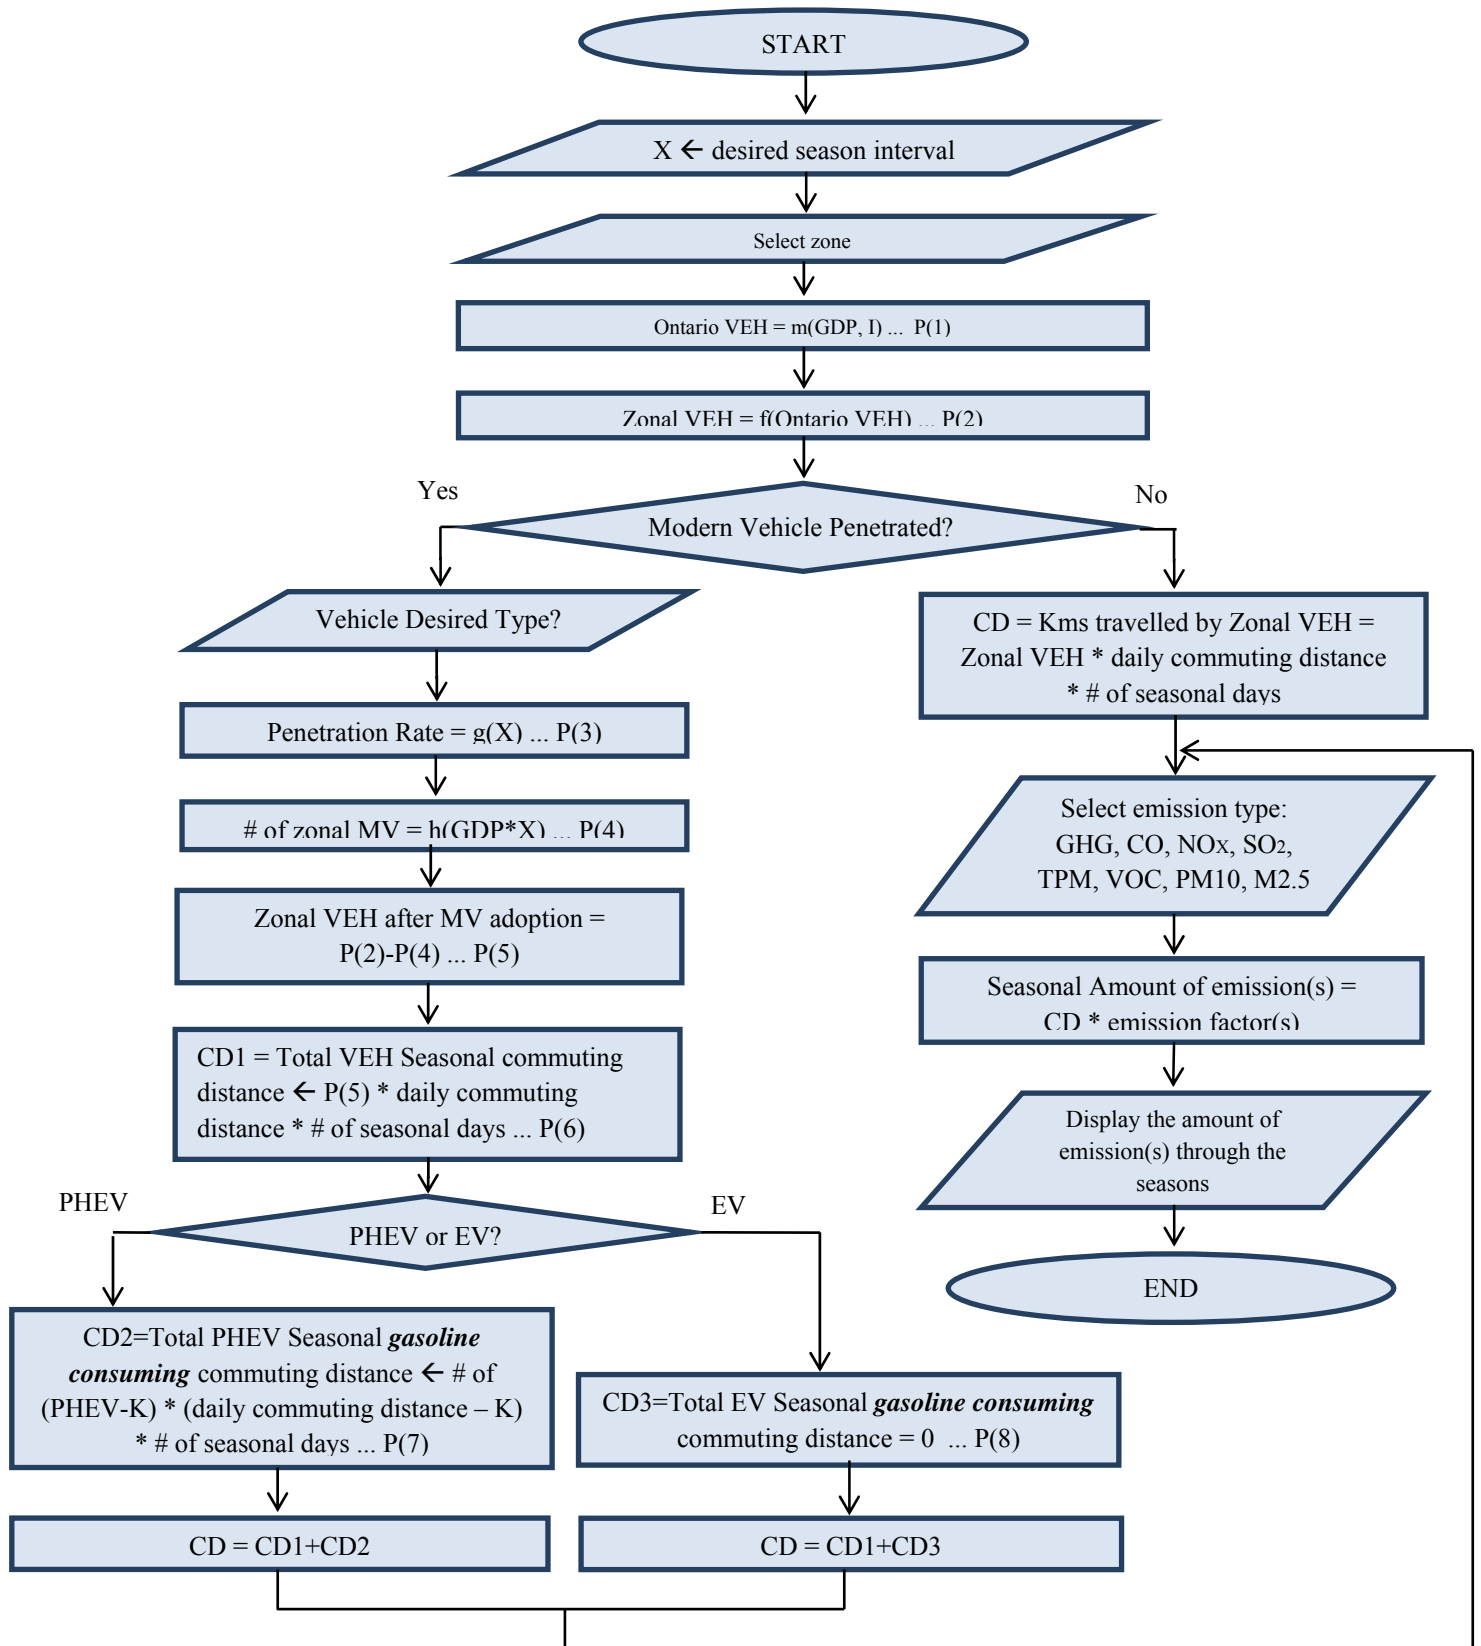 START
X ← desired season interval
Select zone
Ontario VEH = m(GDP, I) ... P(1)
Zonal VEH = f(Ontario VEH) ... P(2)
Yes
No
Modern Vehicle Penetrated?
Vehicle Desired Type?
Penetration Rate = g(X) ... P(3)
# of zonal MV = h(GDP*X) ... P(4)
Zonal VEH after MV adoption =
P(2)-P(4) ... P(5)
CD1 = Total VEH Seasonal commuting
distance ← P(5) * daily commuting
distance * # of seasonal days ... P(6)
PHEV
EV
PHEV or EV?
CD2=Total PHEV Seasonal gasoline
consuming commuting distance ← # of
(PHEV-K) * (daily commuting distance – K)
* # of seasonal days ... P(7)
CD = CD1+CD2
CD3=Total EV Seasonal gasoline consuming
commuting distance = 0 ... P(8)
CD = CD1+CD3
CD = Kms travelled by Zonal VEH =
Zonal VEH * daily commuting distance
* # of seasonal days
Select emission type:
GHG, CO, NOX, SO2,
TPM, VOC, PM10, M2.5
Seasonal Amount of emission(s) =
CD * emission factor(s)
Display the amount of
emission(s) through the
seasons
END